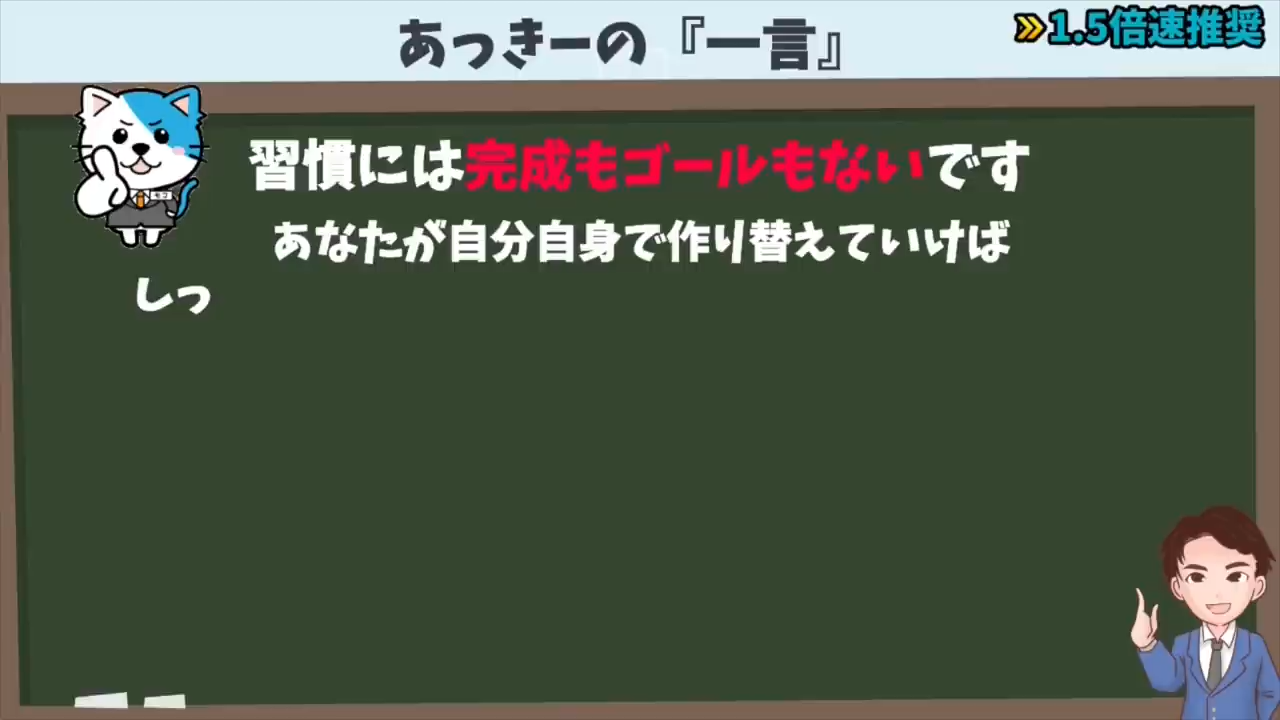 あっきーの『一言』
1.5倍速推奨
習慣には完成もゴールもないです
あなたが自分自身で作り替えていけば
しっ